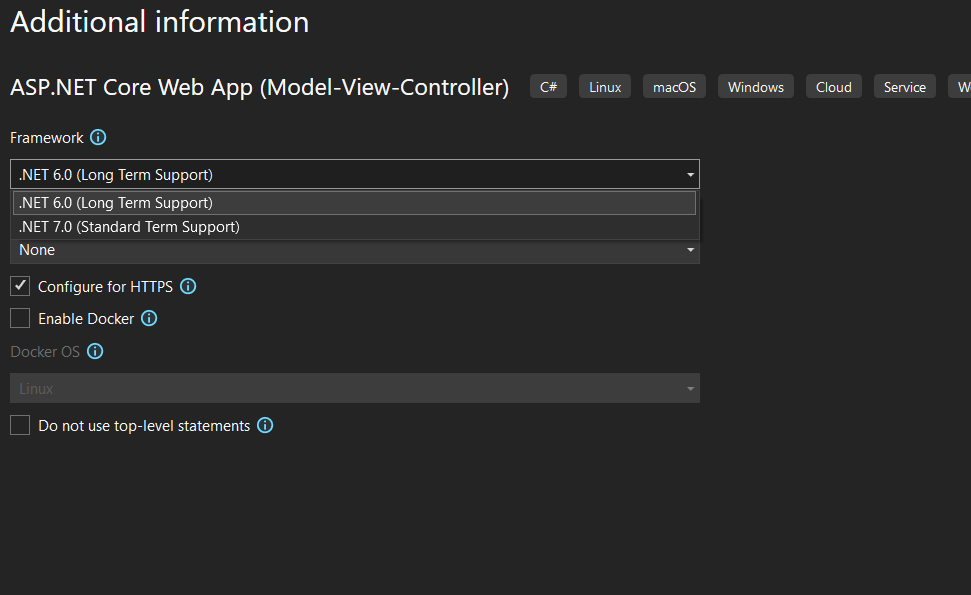 Additional information
ASP.NET Core Web App (Model-View-Controller) C# Linux macOS Windows Cloud Service
Framework
.NET 6.0 (Long Term Support)
.NET 6.0 (Long Term Support)
.NET 7.0 (Standard Term Support)
None
Configure for HTTPS
Enable Docker
Docker OS
Linux
Do not use top-level statements